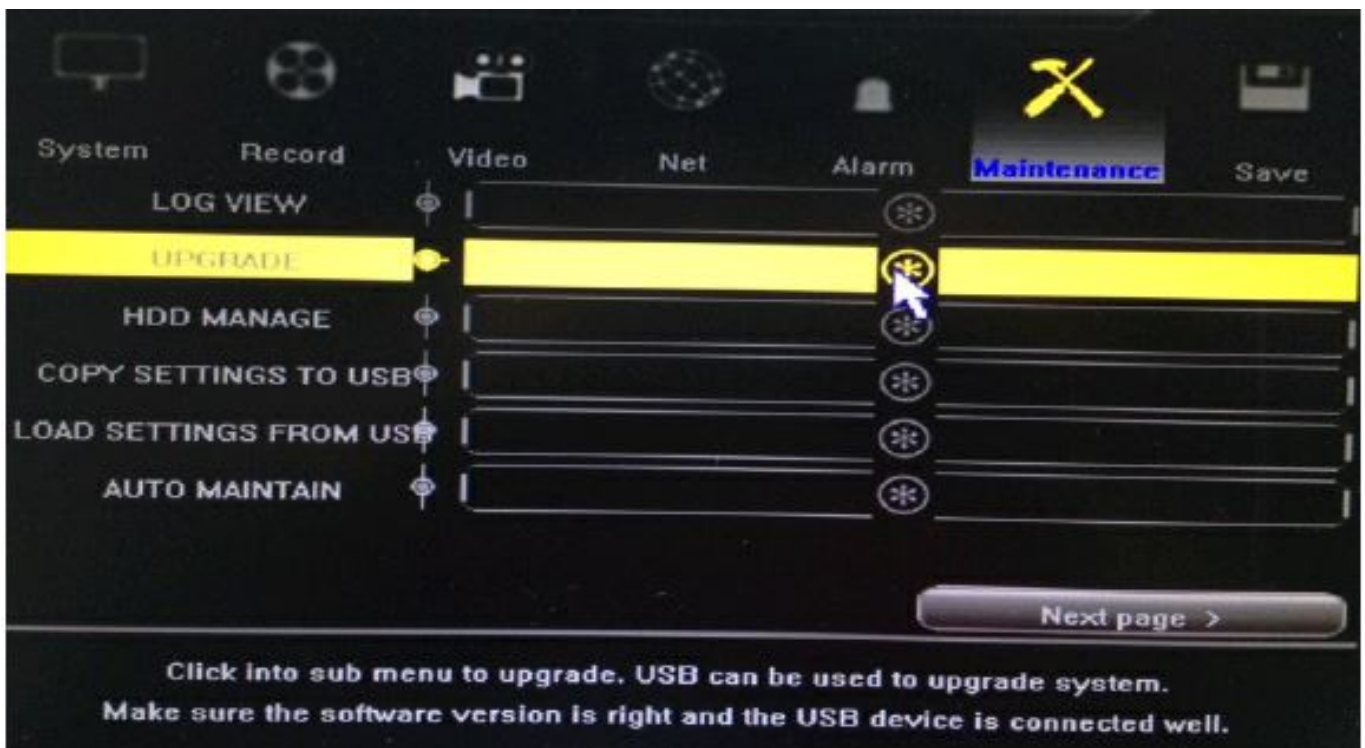 System Record Video Net Alarm Maintenance Save
LOG VIEW
UPGRADE
HDD MANAGE
COPY SETTINGS TO USB
LOAD SETTINGS FROM USB
AUTO MAINTAIN
Next page >
Click into sub menu to upgrade. USB can be used to upgrade system.
Make sure the software version is right and the USB device is connected well.